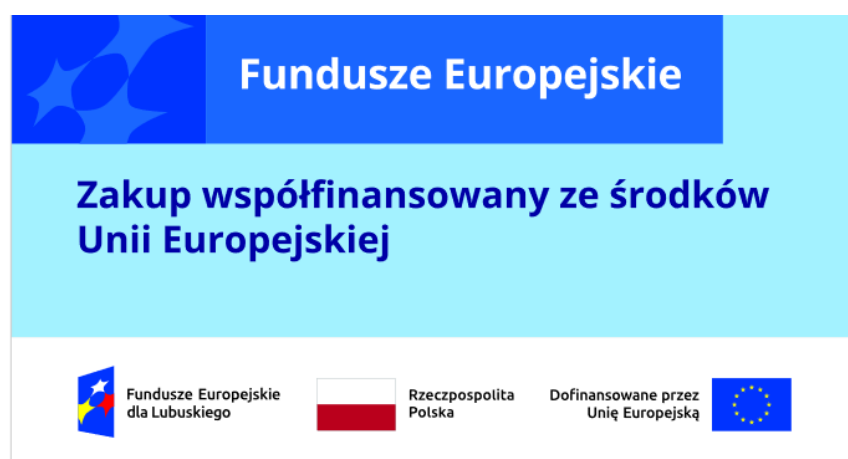 Fundusze Europejskie
Zakup współfinansowany ze środków
Unii Europejskiej
Fundusze Europejskie
dla Lubuskiego
Rzeczpospolita
Polska
Dofinansowane przez
Unię Europejską